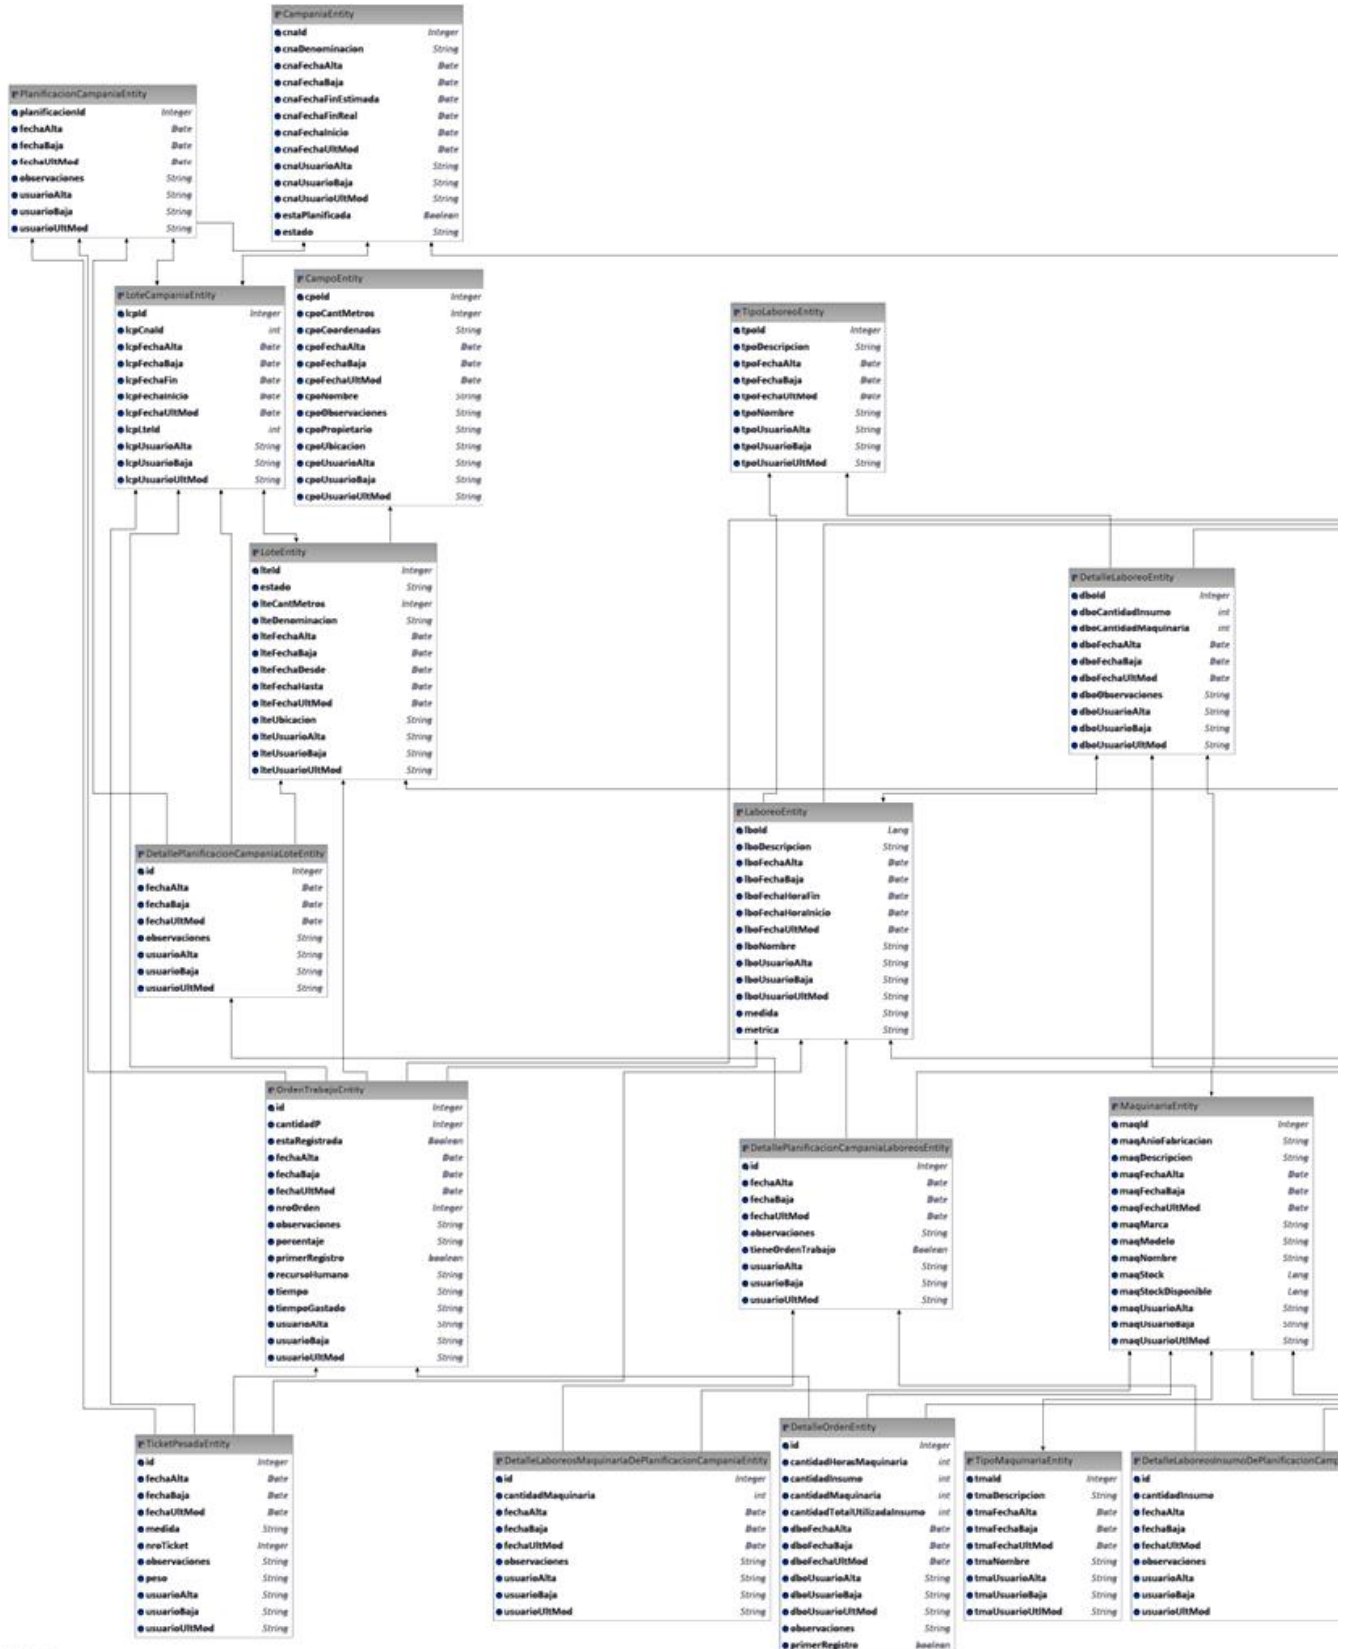 CampaniaEntity
cnaId Integer
cnaDenominacion String
cnaFechaAlta Date
cnaFechaBaja Date
cnaFechaFinEstimada Date
cnaFechaFinReal Date
cnaFechaInicio Date
cnaFechaUltMod Date
cnaUsuarioAlta String
cnaUsuarioBaja String
cnaUsuarioUltMod String
estaPlanificada Boolean
estado String
PlanificacionCampaniaEntity
planificacionId Integer
fechaAlta Date
fechaBaja Date
fechaUltMod Date
observaciones String
usuarioAlta String
usuarioBaja String
usuarioUltMod String
LoteCampaniaEntity
lcpId Integer
lcpCnaId int
lcpFechaAlta Date
lcpFechaBaja Date
lcpFechaFin Date
lcpFechaInicio Date
lcpFechaUltMod Date
lcpLteId int
lcpUsuarioAlta String
lcpUsuarioBaja String
lcpUsuarioUltMod String
CampoEntity
cpoId Integer
cpoCantMetros Integer
cpoCoordenadas String
cpoFechaAlta Date
cpoFechaBaja Date
cpoFechaUltMod Date
cpoNombre String
cpoObservaciones String
cpoPropietario String
cpoUbicacion String
cpoUsuarioAlta String
cpoUsuarioBaja String
cpoUsuarioUltMod String
TipoLaboreoEntity
tpoId Integer
tpoDescripcion String
tpoFechaAlta Date
tpoFechaBaja Date
tpoFechaUltMod Date
tpoNombre String
tpoUsuarioAlta String
tpoUsuarioBaja String
tpoUsuarioUltMod String
LoteEntity
lteId Integer
estado String
lteCantMetros Integer
lteDenominacion String
lteFechaAlta Date
lteFechaBaja Date
lteFechaDesde Date
lteFechaHasta Date
lteFechaUltMod Date
lteUbicacion String
lteUsuarioAlta String
lteUsuarioBaja String
lteUsuarioUltMod String
DetalleLaboreoEntity
dboId Integer
dboCantidadInsumo int
dboCantidadMaquinaria int
dboFechaAlta Date
dboFechaBaja Date
dboFechaUltMod Date
dboObservaciones String
dboUsuarioAlta String
dboUsuarioBaja String
dboUsuarioUltMod String
LaboreoEntity
lboId Long
lboDescripcion String
lboFechaAlta Date
lboFechaBaja Date
lboFechaHoraFin Date
lboFechaHoraInicio Date
lboFechaUltMod Date
lboNombre String
lboUsuarioAlta String
lboUsuarioBaja String
lboUsuarioUltMod String
medida String
metrica String
DetallePlanificacionCampaniaLoteEntity
id Integer
fechaAlta Date
fechaBaja Date
fechaUltMod Date
observaciones String
usuarioAlta String
usuarioBaja String
usuarioUltMod String
OrdenTrabajoEntity
id Integer
cantidadP Integer
estaRegistrada Boolean
fechaAlta Date
fechaBaja Date
fechaUltMod Date
nroOrden Integer
observaciones String
porcentaje String
primerRegistro boolean
recursoHumano String
tiempo String
tiempoGastado String
usuarioAlta String
usuarioBaja String
usuarioUltMod String
DetallePlanificacionCampaniaLaboreosEntity
id Integer
fechaAlta Date
fechaBaja Date
fechaUltMod Date
observaciones String
tieneOrdenTrabajo Boolean
usuarioAlta String
usuarioBaja String
usuarioUltMod String
MaquinariaEntity
maqId Integer
maqAnioFabricacion String
maqDescripcion String
maqFechaAlta Date
maqFechaBaja Date
maqFechaUltMod Date
maqMarca String
maqModelo String
maqNombre String
maqStock Long
maqStockDisponible Long
maqUsuarioAlta String
maqUsuarioBaja String
maqUsuarioUtlMod String
TicketPesadaEntity
id Integer
fechaAlta Date
fechaBaja Date
fechaUltMod Date
medida String
nroTicket Integer
observaciones String
peso String
usuarioAlta String
usuarioBaja String
usuarioUltMod String
DetalleLaboreosMaquinariaDePlanificacionCampaniaEntity
id Integer
cantidadMaquinaria int
fechaAlta Date
fechaBaja Date
fechaUltMod Date
observaciones String
usuarioAlta String
usuarioBaja String
usuarioUltMod String
DetalleOrdenEntity
id Integer
cantidadHorasMaquinaria int
cantidadInsumo int
cantidadMaquinaria int
cantidadTotalUtilizadaInsumo int
dboFechaAlta Date
dboFechaBaja Date
dboFechaUltMod Date
dboUsuarioAlta String
dboUsuarioBaja String
dboUsuarioUltMod String
observaciones String
primerRegistro boolean
TipoMaquinariaEntity
tmaId Integer
tmaDescripcion String
tmaFechaAlta Date
tmaFechaBaja Date
tmaFechaUltMod Date
tmaNombre String
tmaUsuarioAlta String
tmaUsuarioBaja String
tmaUsuarioUtlMod String
DetalleLaboreosInsumoDePlanificacionCamp
id
cantidadInsumo
fechaAlta
fechaBaja
fechaUltMod
observaciones
usuarioAlta
usuarioBaja
usuarioUltMod